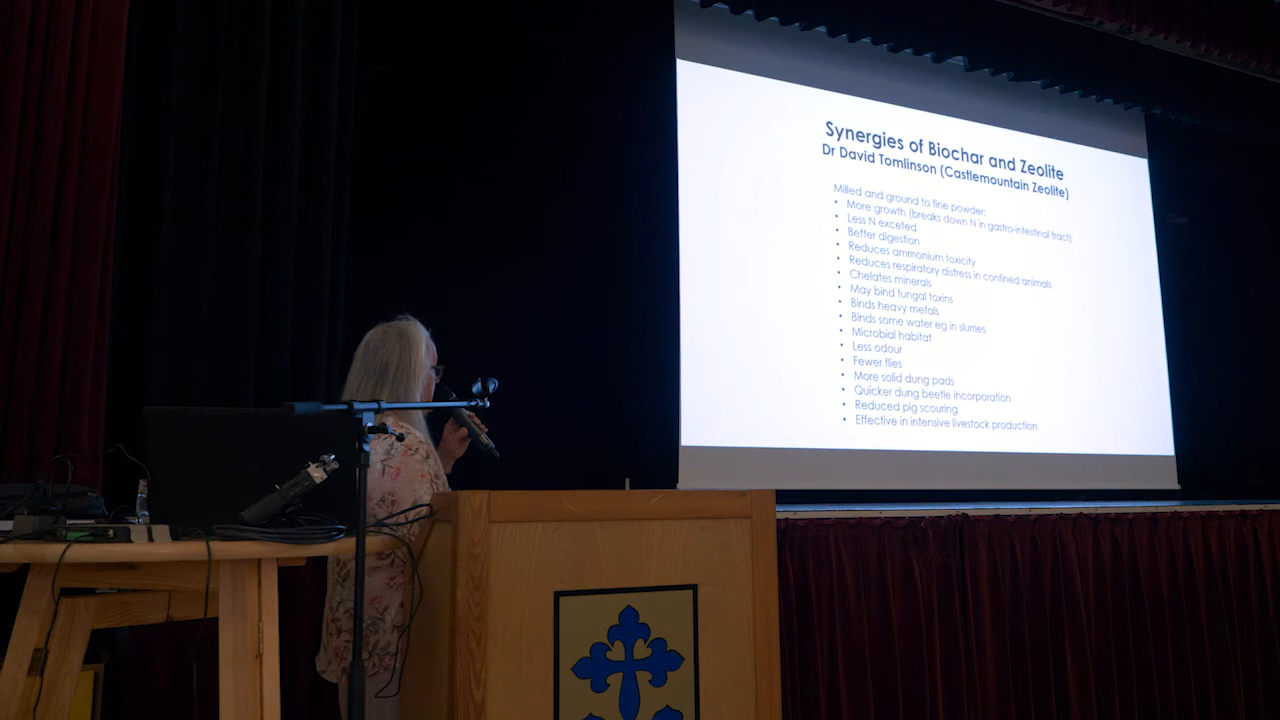 Synergies of Biochar and Zeolite
Dr David Tomlinson (Castlemountain Zeolite)
Milled and ground to fine powder:
• More growth (breaks down N in gastro-intestinal tract)
• Less N exceted
• Better digestion
• Reduces ammonium toxicity
• Reduces respiratory distress in confined animals
• Chelates minerals
• May bind fungal toxins
• Binds heavy metals
• Binds some water eg in slurries
• Microbial habitat
• Less odour
• Fewer flies
• More solid dung pads
• Quicker dung beetle incorporation
• Reduced pig scouring
• Effective in intensive livestock production